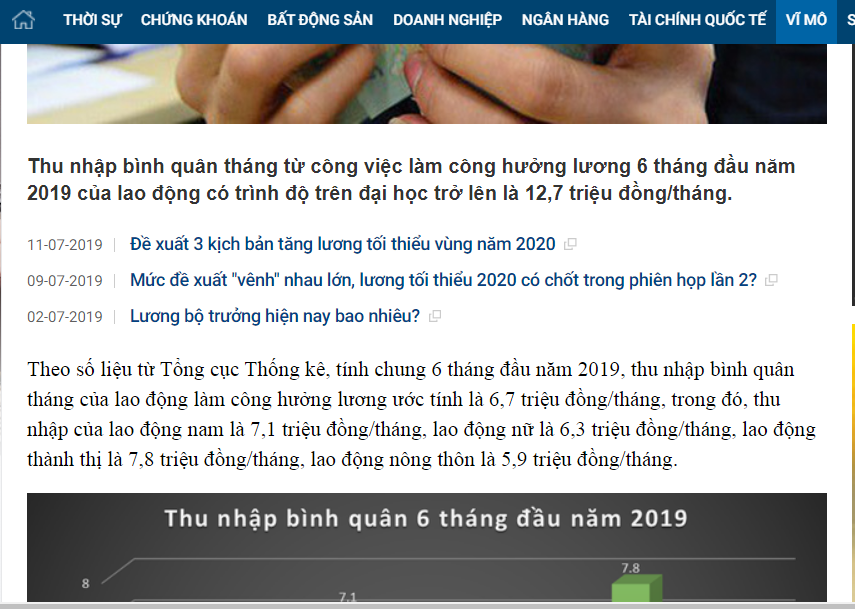 THỜI SỰ CHỨNG KHOÁN BẤT ĐỘNG SẢN DOANH NGHIỆP NGÂN HÀNG TÀI CHÍNH QUỐC TẾ VĨ MÔ S
Thu nhập bình quân tháng từ công việc làm công hưởng lương 6 tháng đầu năm
2019 của lao động có trình độ trên đại học trở lên là 12,7 triệu đồng/tháng.
11-07-2019 Đề xuất 3 kịch bản tăng lương tối thiểu vùng năm 2020
09-07-2019 Mức đề xuất "vênh" nhau lớn, lương tối thiểu 2020 có chốt trong phiên họp lần 2?
02-07-2019 Lương bộ trưởng hiện nay bao nhiêu?
Theo số liệu từ Tổng cục Thống kê, tính chung 6 tháng đầu năm 2019, thu nhập bình quân
tháng của lao động làm công hưởng lương ước tính là 6,7 triệu đồng/tháng, trong đó, thu
nhập của lao động nam là 7,1 triệu đồng/tháng, lao động nữ là 6,3 triệu đồng/tháng, lao động
thành thị là 7,8 triệu đồng/tháng, lao động nông thôn là 5,9 triệu đồng/tháng.
Thu nhập bình quân 6 tháng đầu năm 2019
7.8
8
7.1